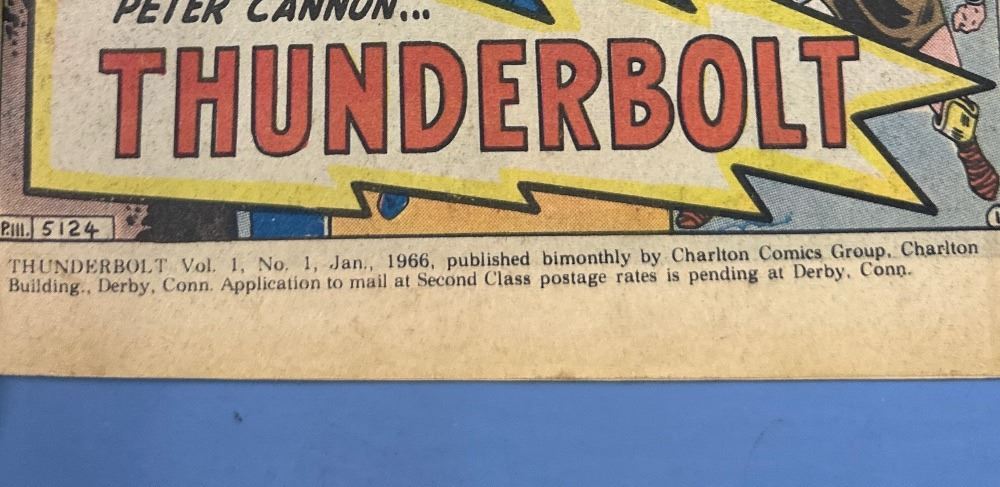 PETER CANNON...
THUNDERBOLT
P.111. 5124
THUNDERBOLT Vol. 1, No. 1, Jan., 1966, published bimonthly by Charlton Comics Group, Charlton
Building., Derby, Conn. Application to mail at Second Class postage rates is pending at Derby, Conn.